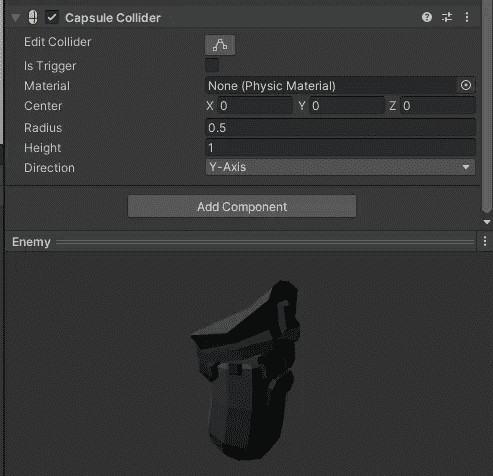 Capsule Collider
Edit Collider
Is Trigger
Material None (Physic Material)
Center X 0 Y 0 Z 0
Radius 0.5
Height 1
Direction Y-Axis
Add Component
Enemy